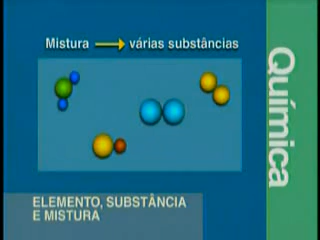 Mistura → várias substâncias
Química
ELEMENTO, SUBSTÂNCIA
E MISTURA